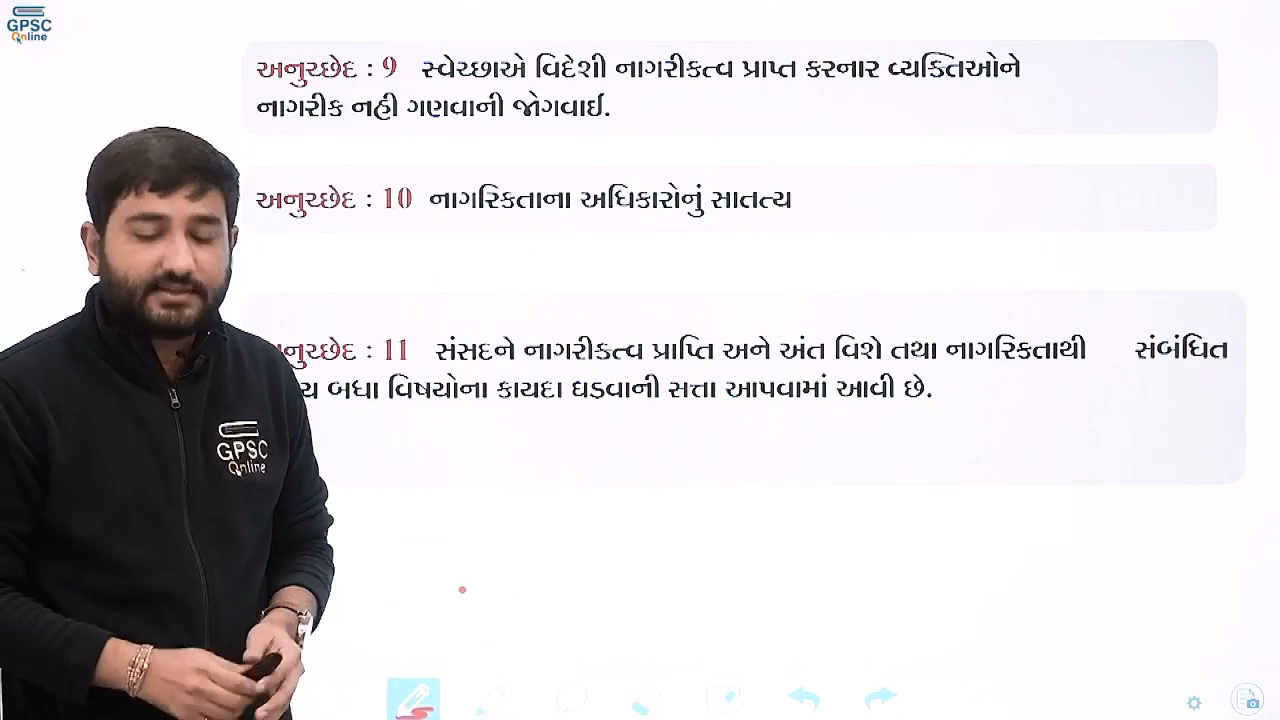 GPSC
Online
અનુચ્છેદ : 9 સ્વેચ્છાએ વિદેશી નાગરીકત્વ પ્રાપ્ત કરનાર વ્યક્તિઓને
નાગરીક નહી ગણવાની જોગવાઈ.
અનુચ્છેદ : 10 નાગરિકતાના અધિકારોનું સાતત્ય
નુચ્છેદ : 11 સંસદને નાગરીકત્વ પ્રાપ્તિ અને અંત વિશે તથા નાગરિકતાથી સંબંધિત
બધા વિષયોના કાયદા ઘડવાની સત્તા આપવામાં આવી છે.
GPSC
Online